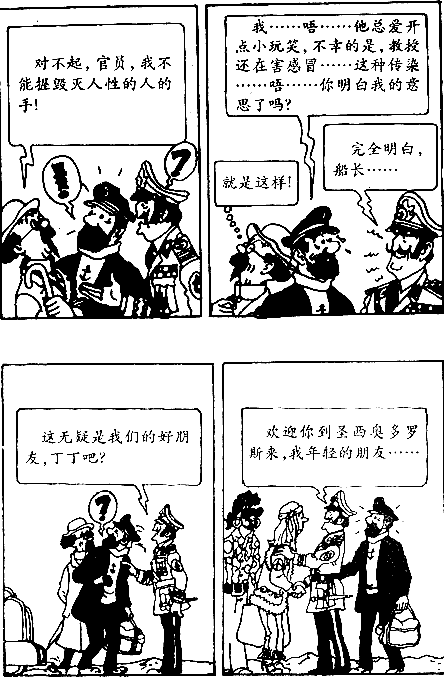 对不起，官员，我不
能握毁灭人性的人的
手！
？
我……唔……他总爱开
点小玩笑，不幸的是，教授
还在害感冒……这种传染
……唔……你明白我的意
思了吗？
就是这样！
完全明白，
船长……
这无疑是我们的好朋
友，丁丁吧？
？
欢迎你到圣西奥多罗
斯来，我年轻的朋友……